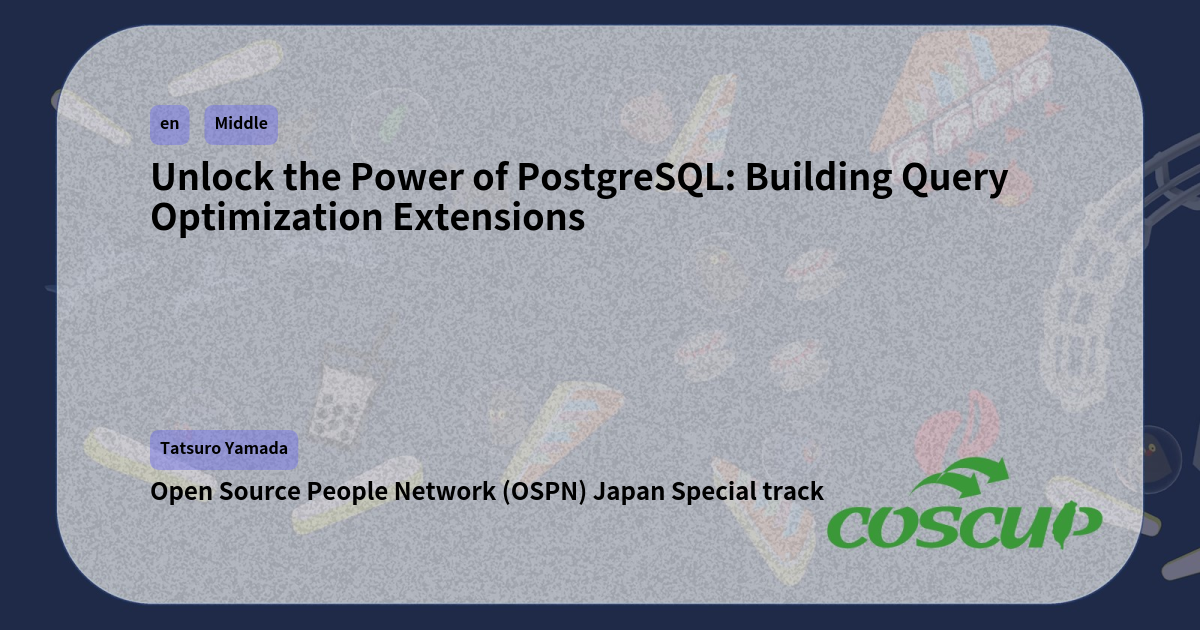 en Middle
Unlock the Power of PostgreSQL: Building Query
Optimization Extensions
Tatsuro Yamada
Open Source People Network (OSPN) Japan Special track
COSCUP